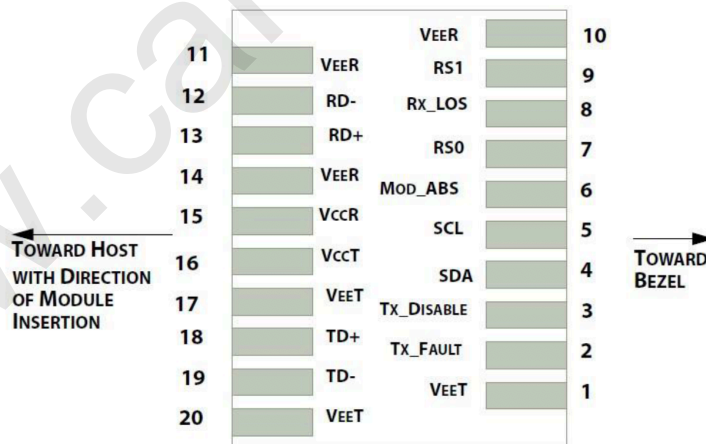 11 VEER
12 RD-
13 RD+
14 VEER
15 VCCR
16 VCCT
17 VEET
18 TD+
19 TD-
20 VEET
VEER 10
RS1 9
RX_LOS 8
RS0 7
MOD_ABS 6
SCL 5
SDA 4
TX_DISABLE 3
TX_FAULT 2
VEET 1
TOWARD HOST
WITH DIRECTION
OF MODULE
INSERTION
TOWARD
BEZEL